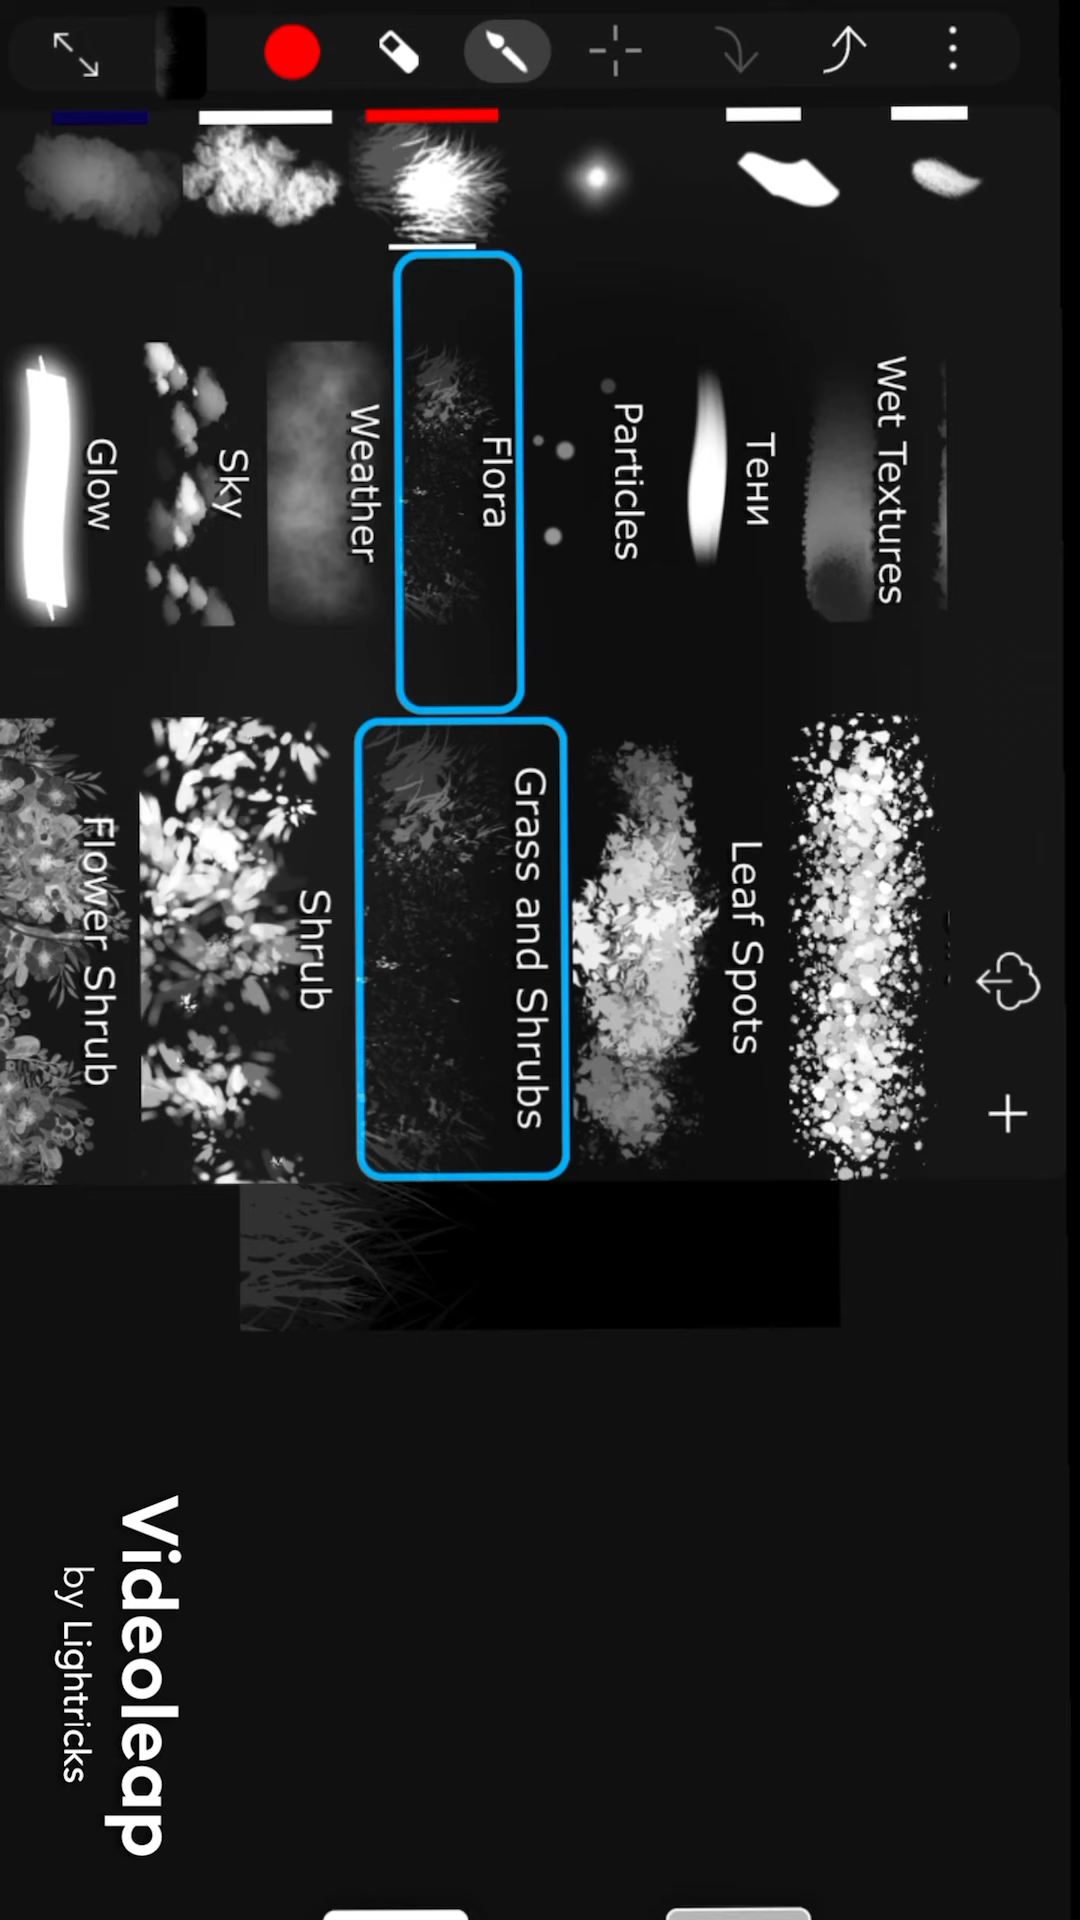 Wet Textures
Тени
Particles
Flora
Weather
Sky
Glow
Leaf Spots
Grass and Shrubs
Shrub
Flower Shrub
Videoleap
by Lightricks